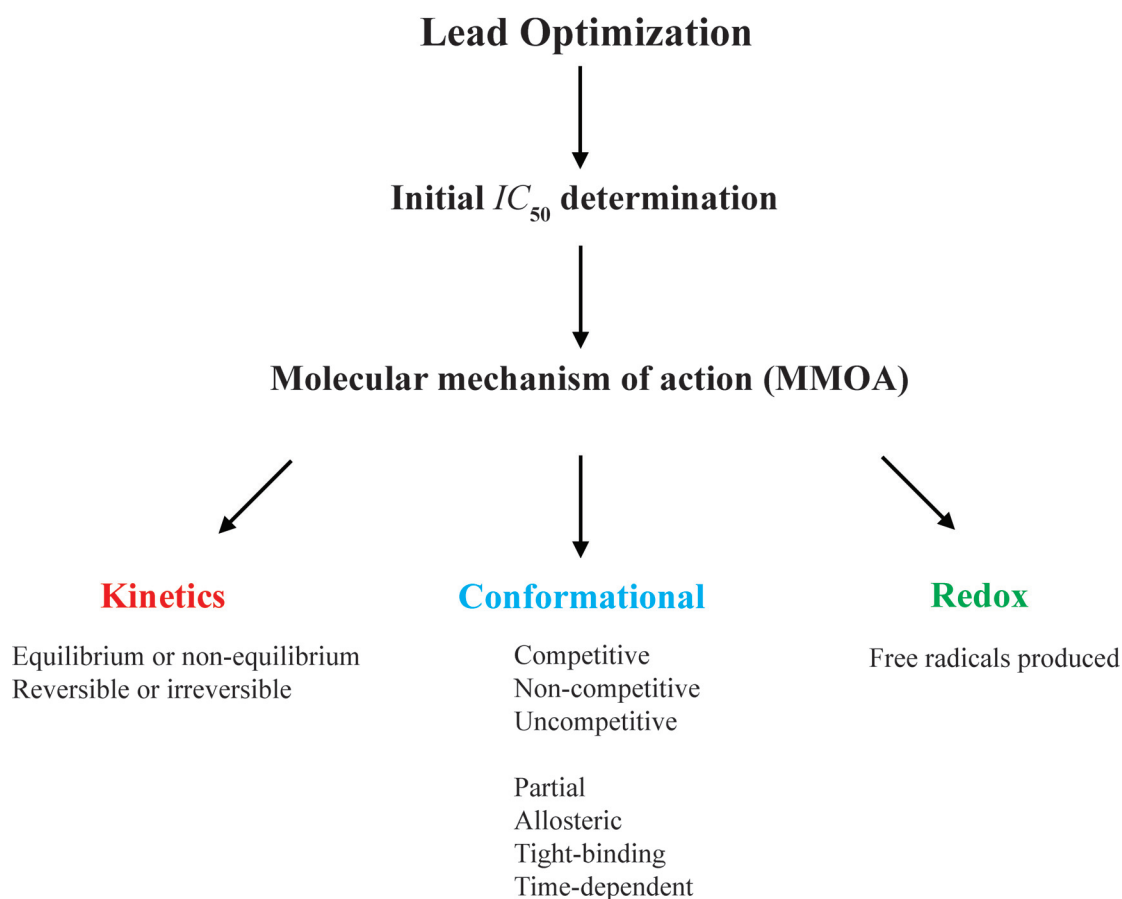 Lead Optimization
Initial IC50 determination
Molecular mechanism of action (MMOA)
Kinetics
Equilibrium or non-equilibrium
Reversible or irreversible
Conformational
Competitive
Non-competitive
Uncompetitive
Partial
Allosteric
Tight-binding
Time-dependent
Redox
Free radicals produced